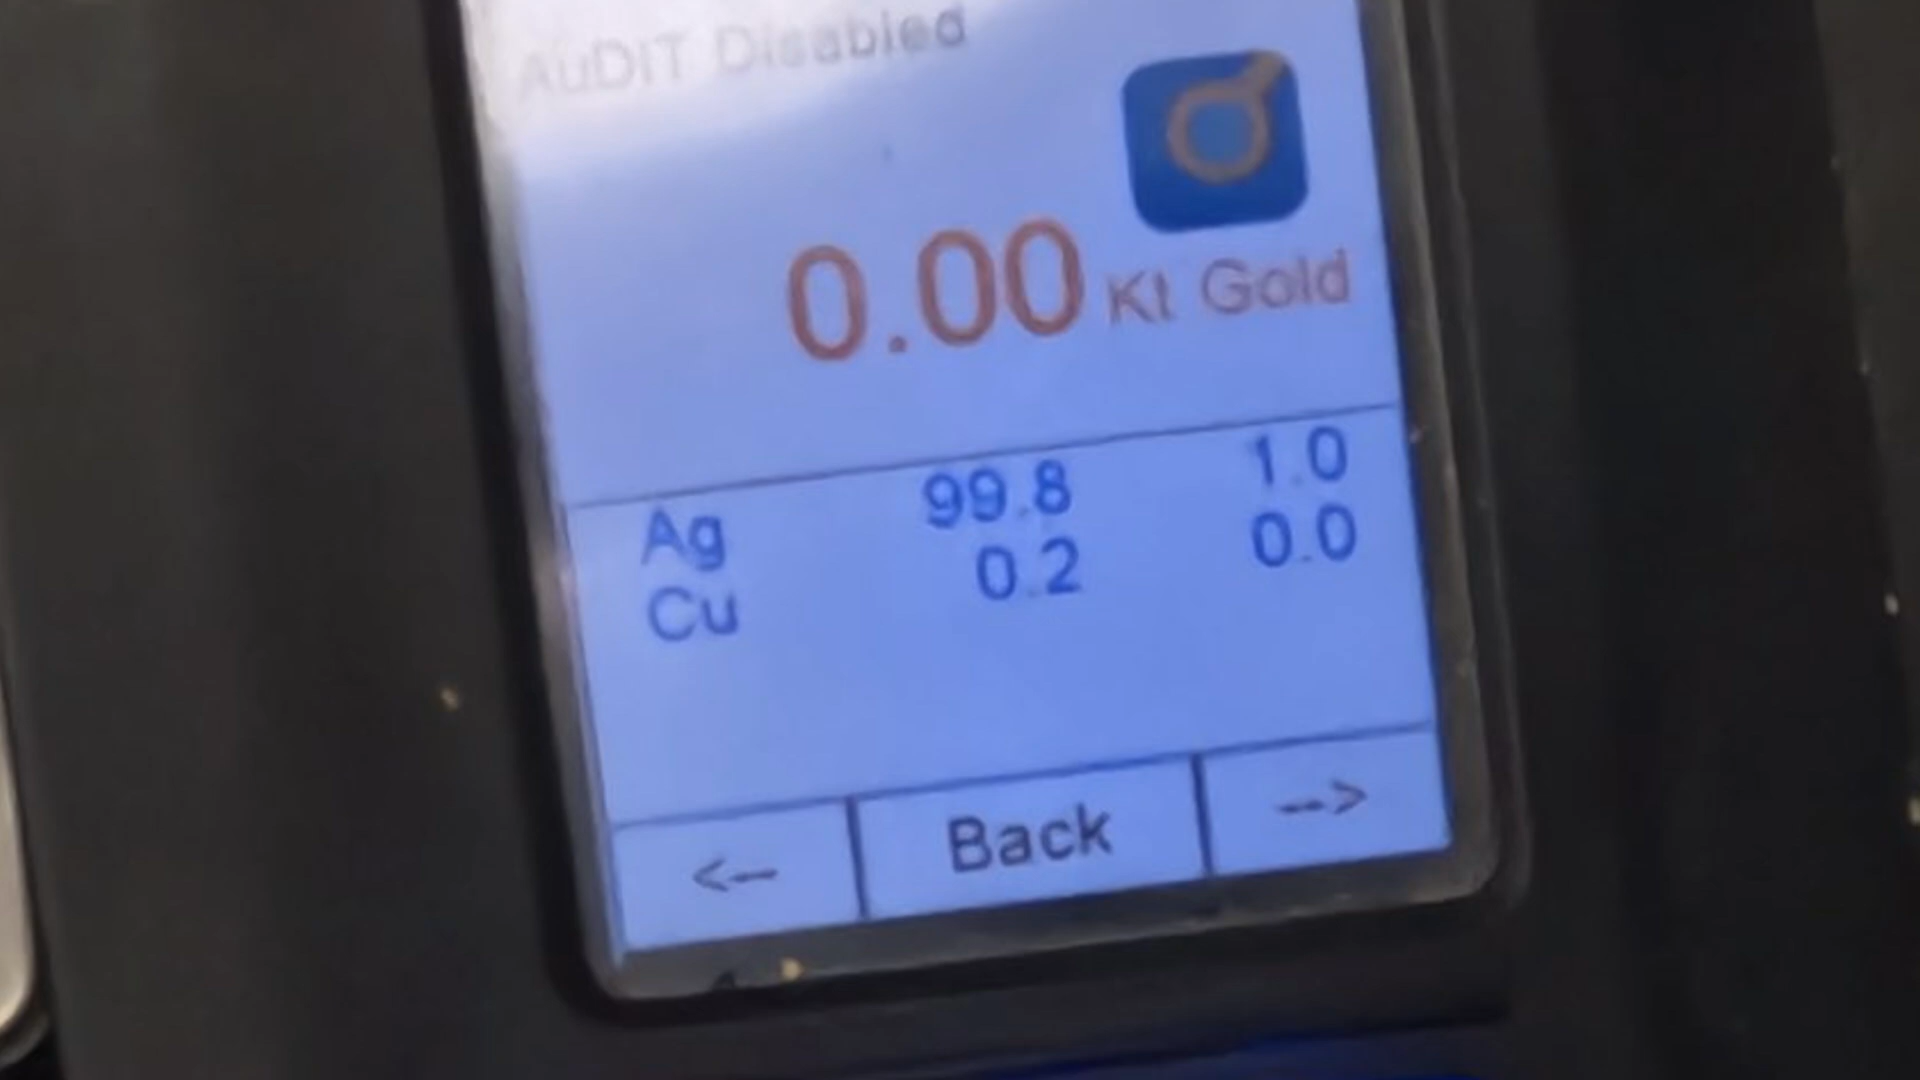 AuDIT Disabled
0.00 Kt Gold
Ag 99.8 1.0
Cu 0.2 0.0
<-- Back -->